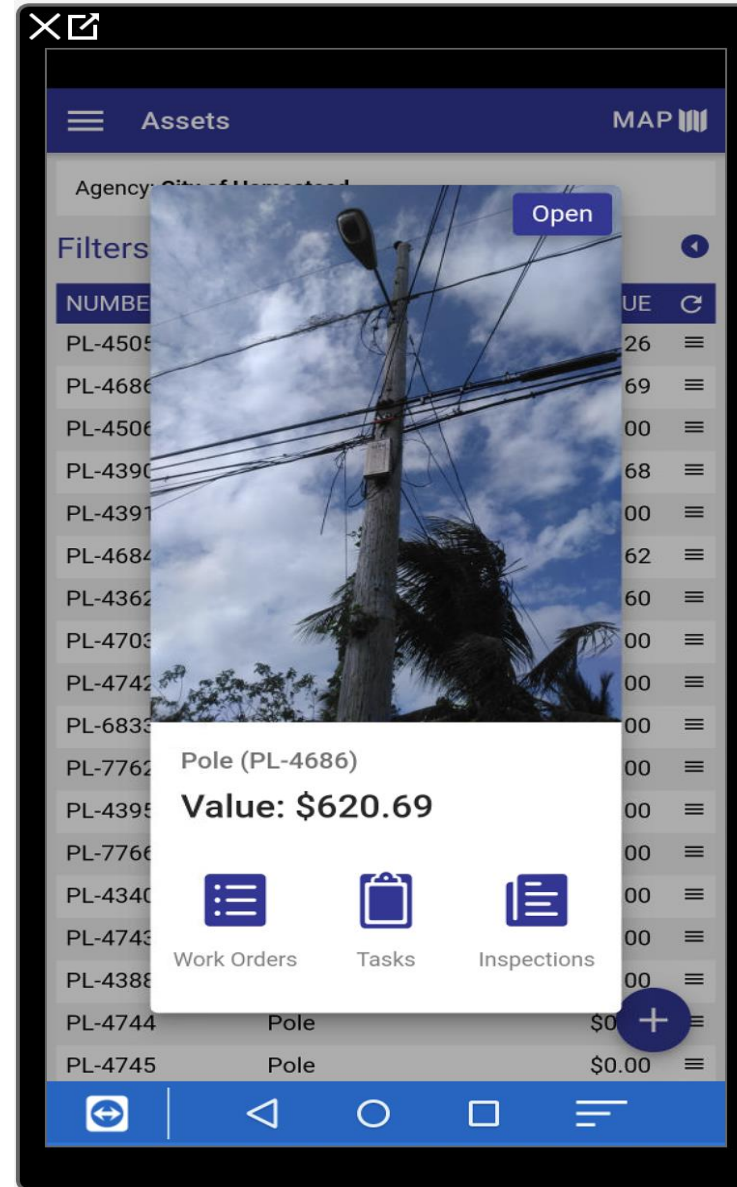 Assets MAP
Agency: City of Homestead
Open
Filters
NUMBE UE
PL-4505 26
PL-4686 69
PL-4506 00
PL-4390 68
PL-4391 00
PL-4684 62
PL-4362 60
PL-4703 00
PL-4742 00
PL-6833 00
PL-7762 00
PL-4395 00
PL-7766 00
PL-4340 00
PL-4743 00
PL-4388 00
Pole (PL-4686)
Value: $620.69
Work Orders Tasks Inspections
PL-4744 Pole $0
PL-4745 Pole $0.00